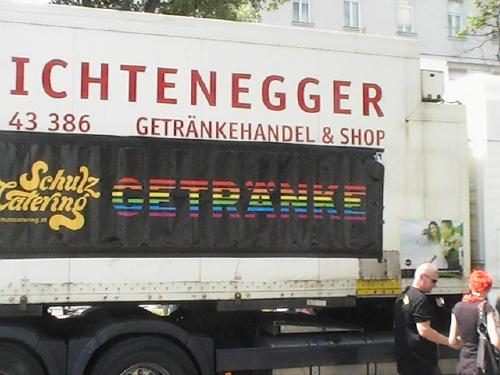 ICHTENEGGER
43 386 GETRÄNKEHANDEL & SHOP
Schulz
Catering
GETRÄNKE